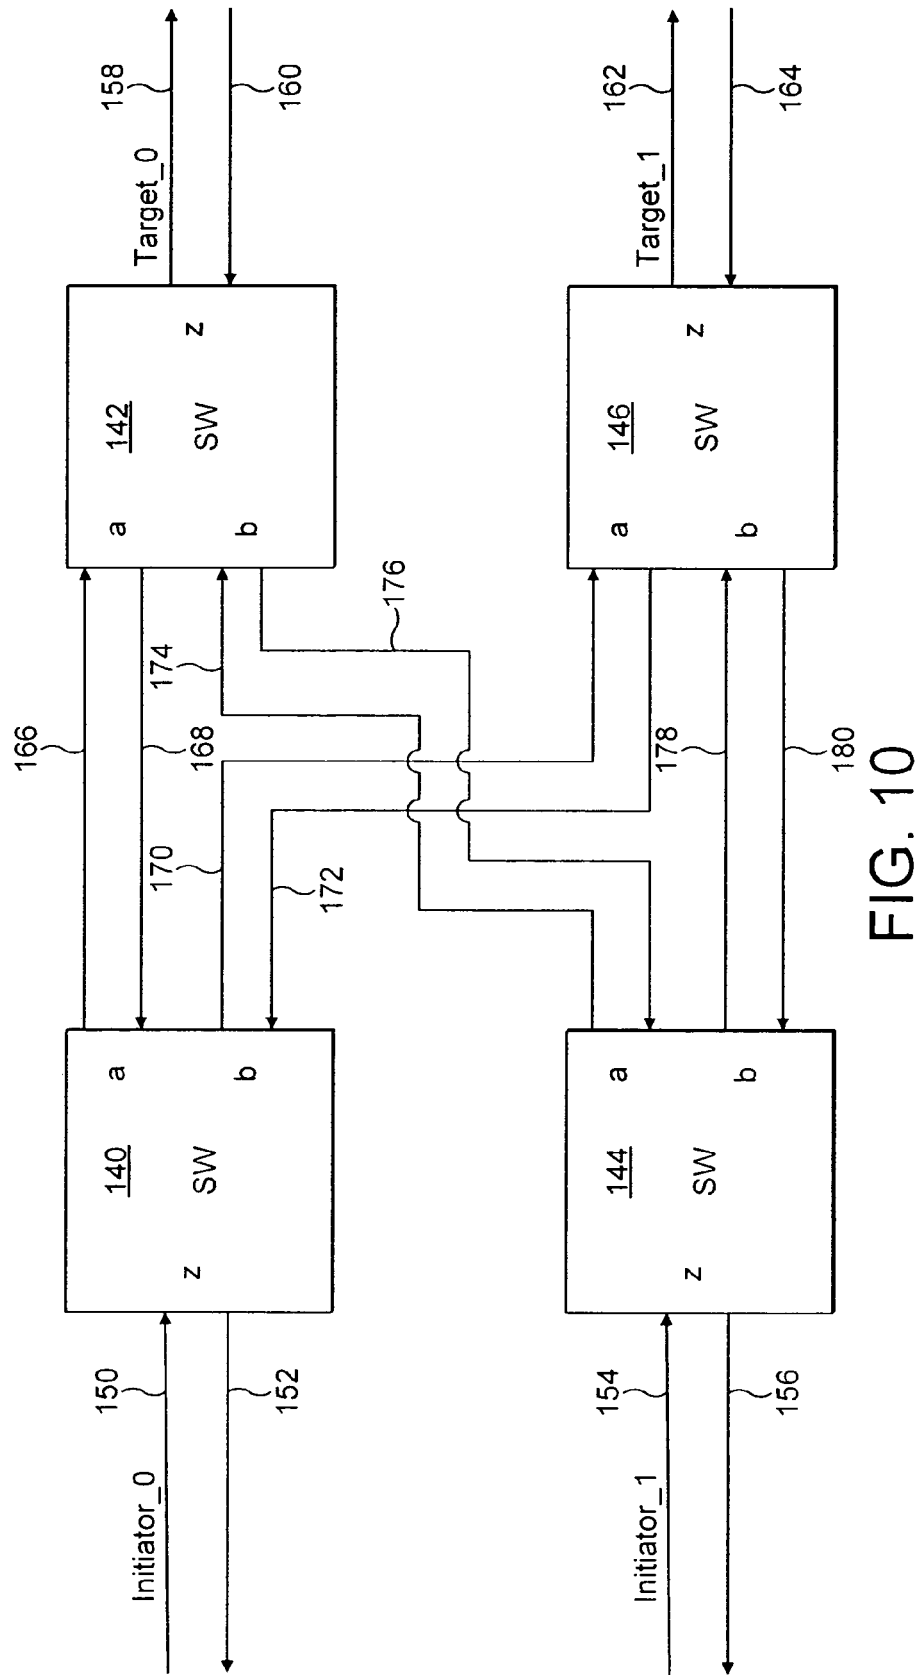 Initiator_0
150
152
z
140
SW
a
b
166
168
170
172
174
176
a
b
142
SW
z
Target_0
158
160
Initiator_1
154
156
z
144
SW
a
b
178
180
a
b
146
SW
z
Target_1
162
164
FIG. 10